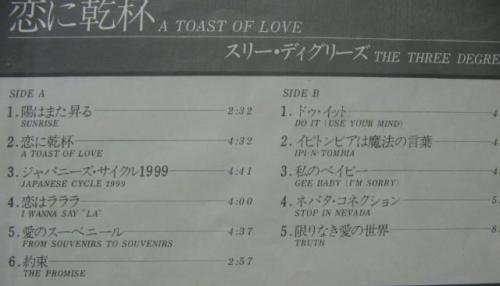 恋に乾杯 A TOAST OF LOVE
スリー・ディグリーズ THE THREE DEGRE
SIDE A
1. 陽はまた昇る 2:32
SUNRISE
2. 恋に乾杯 4:32
A TOAST OF LOVE
3. ジャパニーズ・サイクル1999 4:41
JAPANESE CYCLE 1999
4. 恋はラララ 4:00
I WANNA SAY "LA"
5. 愛のスーベニール 4:37
FROM SOUVENIRS TO SOUVENIRS
6. 約束 2:57
THE PROMISE
SIDE B
1. ドゥ・イット 4
DO IT (USE YOUR MIND)
2. イピトンビアは魔法の言葉 4
IPI-N-TOMBIA
3. 私のベイビー 4
GEE BABY (I'M SORRY)
4. ネバダ・コネクション 5
STOP IN NEVADA
5. 限りなき愛の世界 8
TRUTH